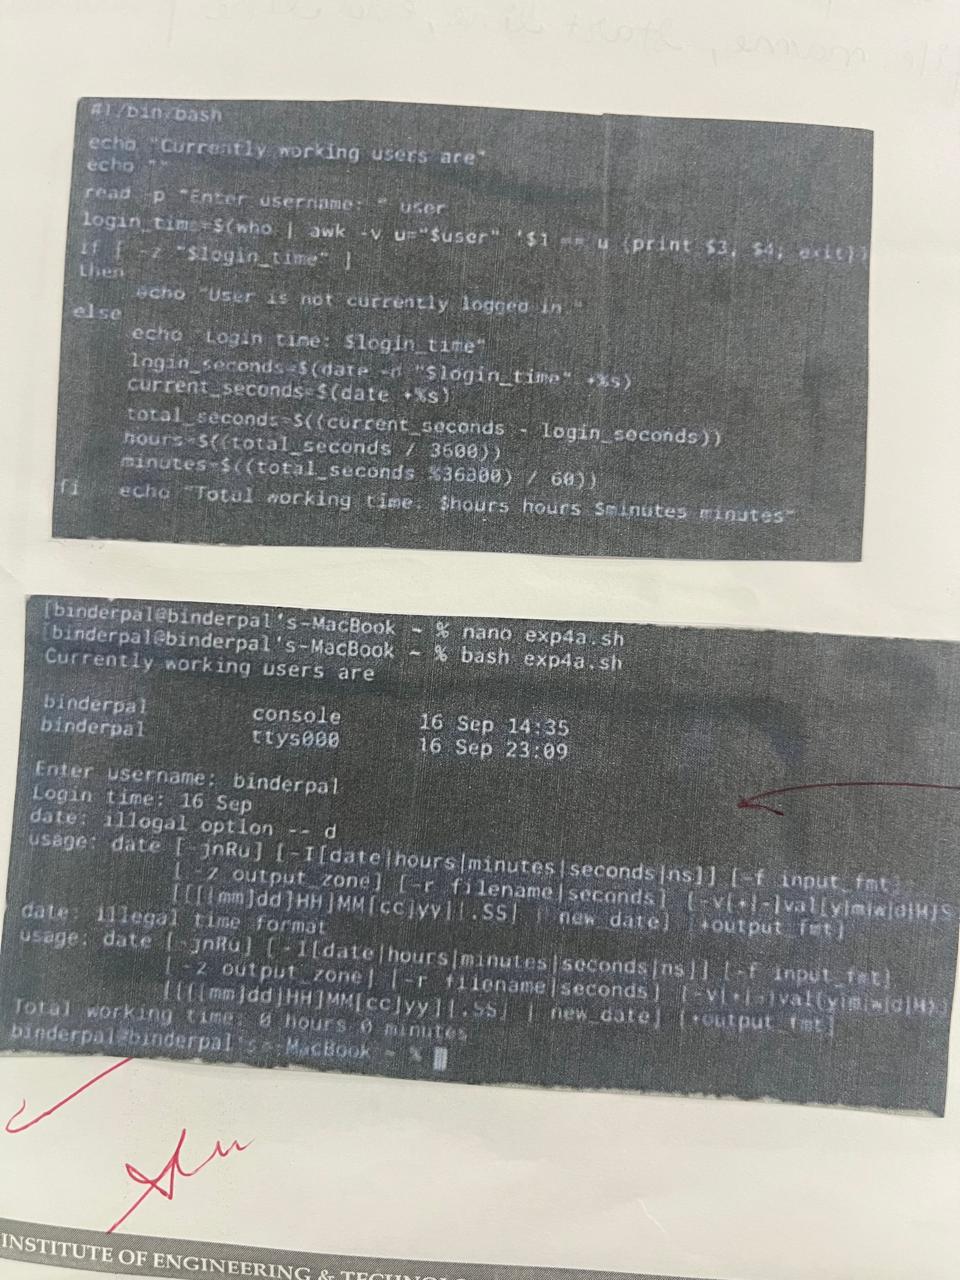 #!/bin/bash
echo "Currently working users are"
echo ""
read -p "Enter username: " user
login_time=$(who | awk -v u="$user" '$1 == u {print $3, $4; exit}')
if [ -z "$login_time" ]
then
echo "User is not currently logged in "
else
echo "Login time: $login_time"
login_seconds=$(date -d "$login_time" +%s)
current_seconds=$(date +%s)
total_seconds=$((current_seconds - login_seconds))
hours=$((total_seconds / 3600))
minutes=$((total_seconds / 60))
fi echo "Total working time: $hours hours $minutes minutes"
[binderpal@binderpal's-MacBook ~ % nano exp4a.sh
[binderpal@binderpal's-MacBook ~ % bash exp4a.sh
Currently working users are
binderpal console 16 Sep 14:35
binderpal ttys000 16 Sep 23:09
Enter username: binderpal
Login time: 16 Sep
date: illegal option -- d
usage: date [-jnRu] [-I[date|hours|minutes|seconds|ns]] [-f input_fmt]
[-z output_zone] [-r filename|seconds] [-v[+|-]val[y|m|w|d|H|M|S
[[[[mm]dd]HH]MM[cc]yy][.SS] | new_date] [+output_fmt]
date: illegal time format
usage: date [-jnRu] [-I[date|hours|minutes|seconds|ns]] [-f input_fmt]
[-z output_zone] [-r filename|seconds] [-v[+|-]val[y|m|w|d|H|M|
[[[[mm]dd]HH]MM[cc]yy][.SS] | new_date] [+output_fmt]
Total working time: 0 hours 0 minutes
binderpal@binderpal's-MacBook ~ %
INSTITUTE OF ENGINEERING &